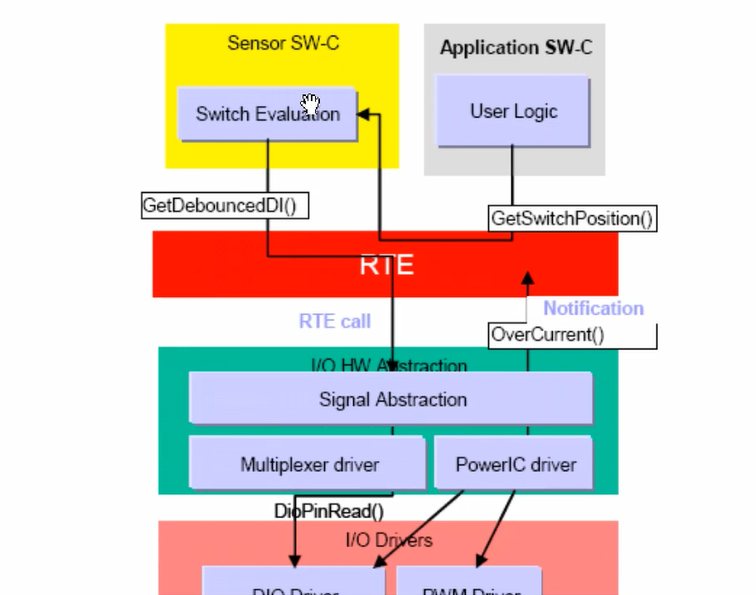 Sensor SW-C
Application SW-C
Switch Evaluation
User Logic
GetDebouncedDI()
GetSwitchPosition()
RTE
RTE call
Notification
OverCurrent()
I/O HW Abstraction
Signal Abstraction
Multiplexer driver
PowerIC driver
DioPinRead()
I/O Drivers
DIO Driver
PWM Driver